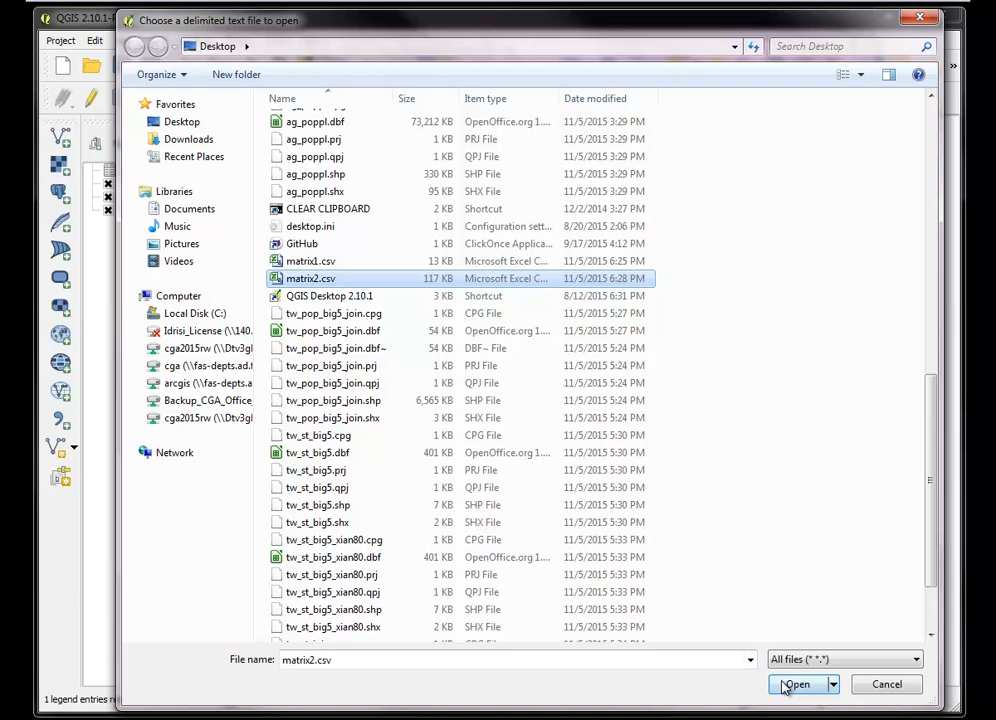 QGIS 2.10.1-
Choose a delimited text file to open
Project Edit
Desktop
Search Desktop
Organize New folder
Name Size Item type Date modified
Favorites
Desktop
Downloads
Recent Places
Libraries
Documents
Music
Pictures
Videos
Computer
Local Disk (C:)
Idrisi_License (\\140.
cga2015rw (\\Dtv3gl
cga (\\fas-depts.ad.f
arcgis (\\fas-depts.ad
Backup_CGA_Office_
cga2015rw (\\Dtv3gl
Network
ag_poppl.dbf 73,212 KB OpenOffice.org 1.... 11/5/2015 3:29 PM
ag_poppl.prj 1 KB PRJ File 11/5/2015 3:29 PM
ag_poppl.qpj 1 KB QPJ File 11/5/2015 3:29 PM
ag_poppl.shp 330 KB SHP File 11/5/2015 3:29 PM
ag_poppl.shx 95 KB SHX File 11/5/2015 3:29 PM
CLEAR CLIPBOARD 2 KB Shortcut 12/2/2014 3:27 PM
desktop.ini 1 KB Configuration sett... 8/20/2015 2:06 PM
GitHub 1 KB ClickOnce Applica... 9/17/2015 4:12 PM
matrix1.csv 13 KB Microsoft Excel C... 11/5/2015 6:25 PM
matrix2.csv 117 KB Microsoft Excel C... 11/5/2015 6:28 PM
QGIS Desktop 2.10.1 3 KB Shortcut 8/12/2015 6:31 PM
tw_pop_big5_join.cpg 1 KB CPG File 11/5/2015 5:27 PM
tw_pop_big5_join.dbf 54 KB OpenOffice.org 1.... 11/5/2015 5:27 PM
tw_pop_big5_join.dbf~ 54 KB DBF~ File 11/5/2015 5:24 PM
tw_pop_big5_join.prj 1 KB PRJ File 11/5/2015 5:24 PM
tw_pop_big5_join.qpj 1 KB QPJ File 11/5/2015 5:24 PM
tw_pop_big5_join.shp 6,565 KB SHP File 11/5/2015 5:24 PM
tw_pop_big5_join.shx 3 KB SHX File 11/5/2015 5:24 PM
tw_st_big5.cpg 1 KB CPG File 11/5/2015 5:30 PM
tw_st_big5.dbf 401 KB OpenOffice.org 1.... 11/5/2015 5:30 PM
tw_st_big5.prj 1 KB PRJ File 11/5/2015 5:30 PM
tw_st_big5.qpj 1 KB QPJ File 11/5/2015 5:30 PM
tw_st_big5.shp 7 KB SHP File 11/5/2015 5:30 PM
tw_st_big5.shx 2 KB SHX File 11/5/2015 5:30 PM
tw_st_big5_xian80.cpg 1 KB CPG File 11/5/2015 5:33 PM
tw_st_big5_xian80.dbf 401 KB OpenOffice.org 1.... 11/5/2015 5:33 PM
tw_st_big5_xian80.prj 1 KB PRJ File 11/5/2015 5:33 PM
tw_st_big5_xian80.qpj 1 KB QPJ File 11/5/2015 5:33 PM
tw_st_big5_xian80.shp 7 KB SHP File 11/5/2015 5:33 PM
tw_st_big5_xian80.shx 2 KB SHX File 11/5/2015 5:33 PM
File name: matrix2.csv All files (*.*)
Open Cancel
1 legend entries r